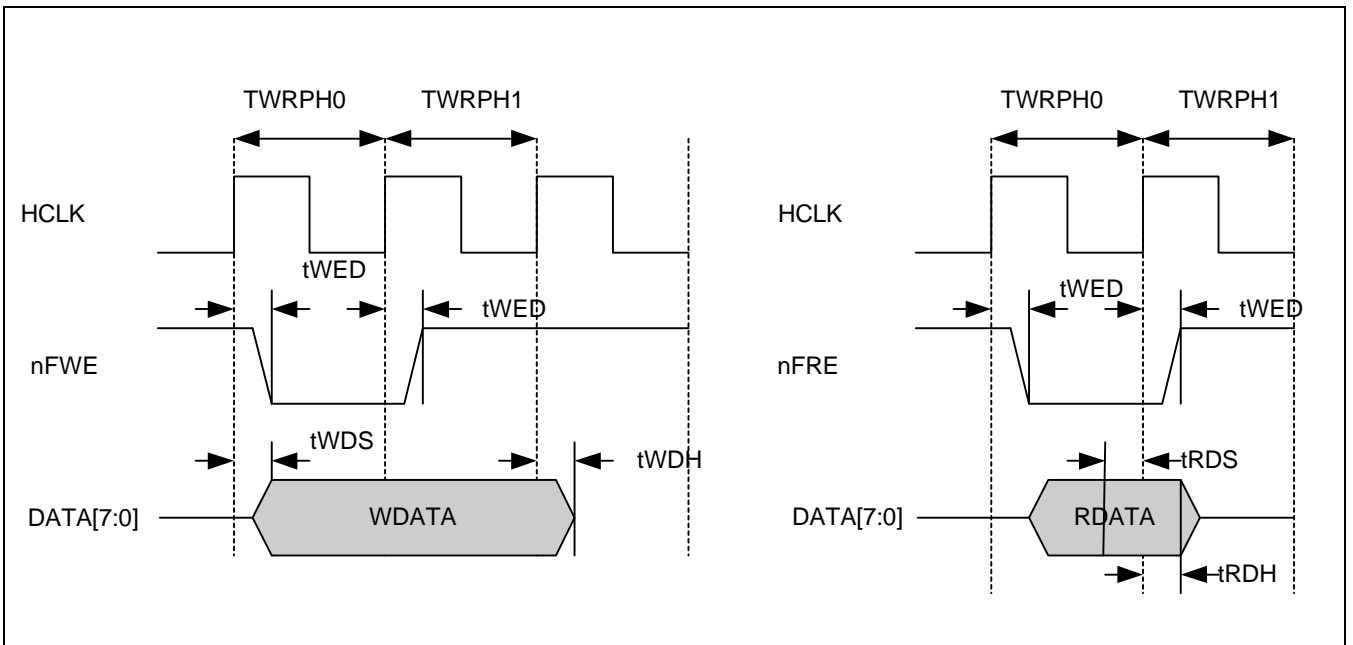 TWRPH0 TWRPH1
HCLK
tWED
tWED
nFWE
tWDS
tWDH
DATA[7:0]
WDATA
TWRPH0 TWRPH1
HCLK
tWED
tWED
nFRE
tRDS
DATA[7:0]
RDATA
tRDH